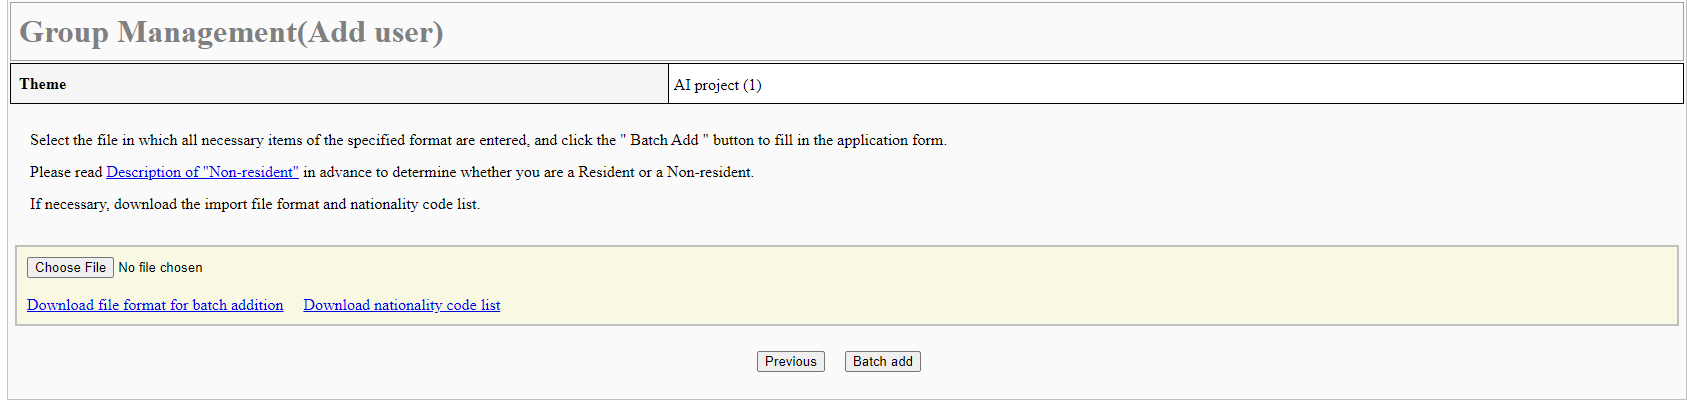 Group Management(Add user)
Theme
AI project (1)
Select the file in which all necessary items of the specified format are entered, and click the " Batch Add " button to fill in the application form.
Please read Description of "Non-resident" in advance to determine whether you are a Resident or a Non-resident.
If necessary, download the import file format and nationality code list.
Choose File No file chosen
Download file format for batch addition Download nationality code list
Previous Batch add